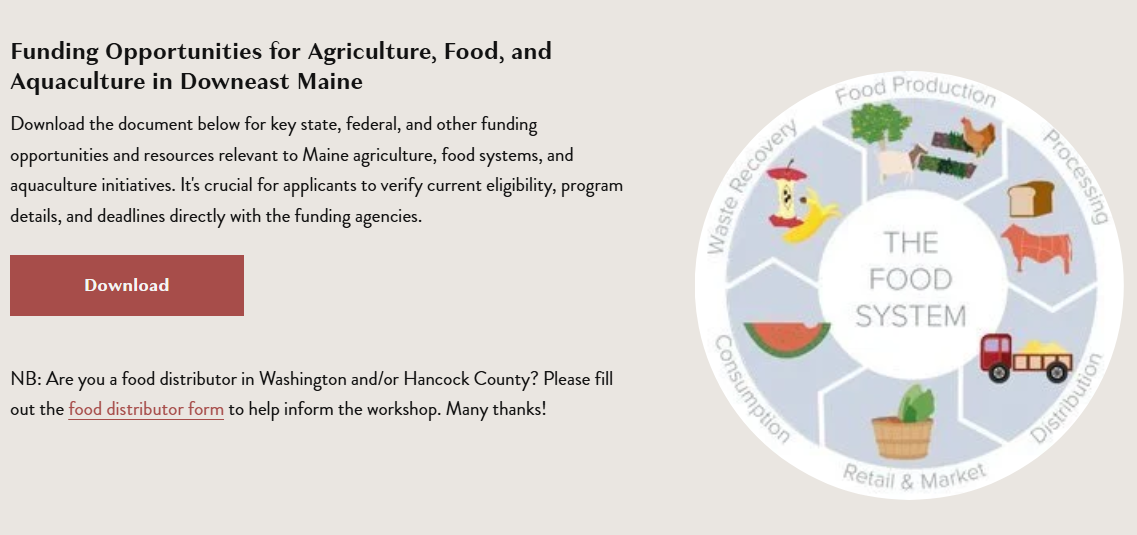 Funding Opportunities for Agriculture, Food, and
Aquaculture in Downeast Maine
Download the document below for key state, federal, and other funding
opportunities and resources relevant to Maine agriculture, food systems, and
aquaculture initiatives. It's crucial for applicants to verify current eligibility, program
details, and deadlines directly with the funding agencies.
Download
NB: Are you a food distributor in Washington and/or Hancock County? Please fill
out the food distributor form to help inform the workshop. Many thanks!
Food Production
Processing
Distribution
Retail & Market
Consumption
Waste Recovery
THE
FOOD
SYSTEM